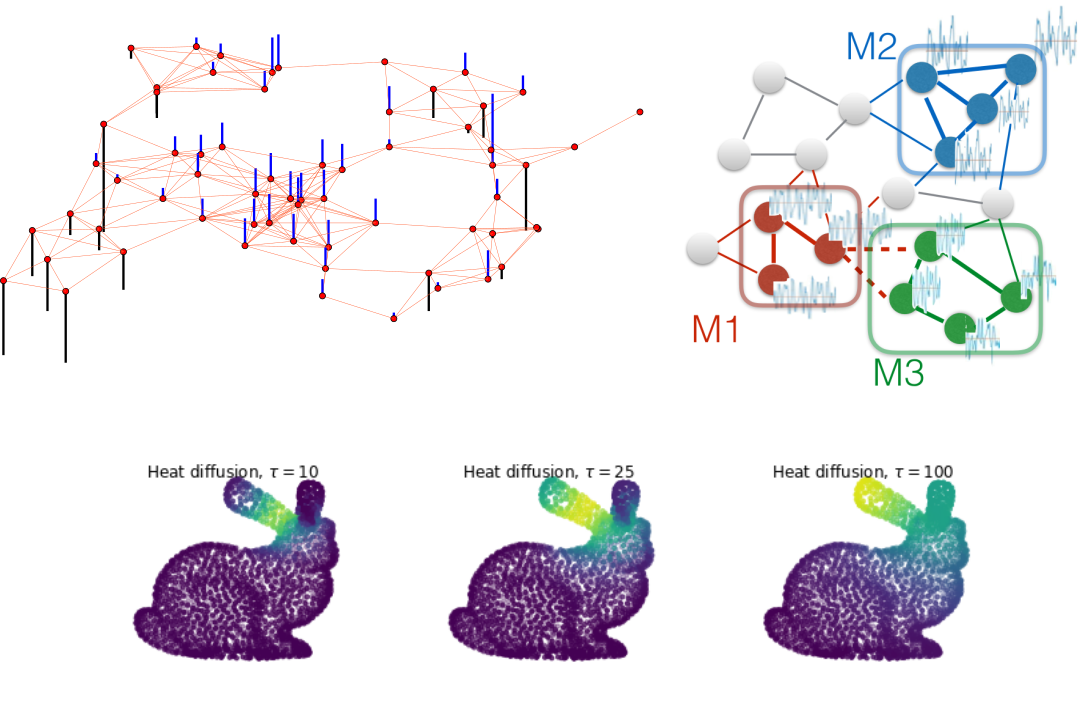 M2
M1
M3
Heat diffusion, τ = 10
Heat diffusion, τ = 25
Heat diffusion, τ = 100